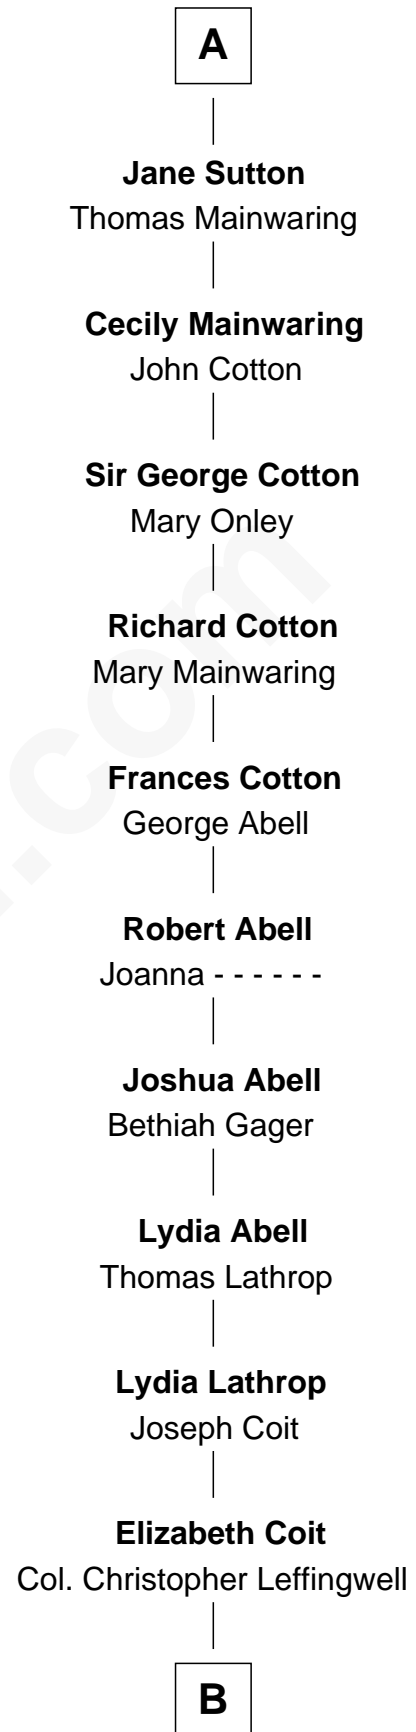 A
Jane Sutton
Thomas Mainwaring
Cecily Mainwaring
John Cotton
Sir George Cotton
Mary Onley
Richard Cotton
Mary Mainwaring
Frances Cotton
George Abell
Robert Abell
Joanna - - - - - -
Joshua Abell
Bethiah Gager
Lydia Abell
Thomas Lathrop
Lydia Lathrop
Joseph Coit
Elizabeth Coit
Col. Christopher Leffingwell
B